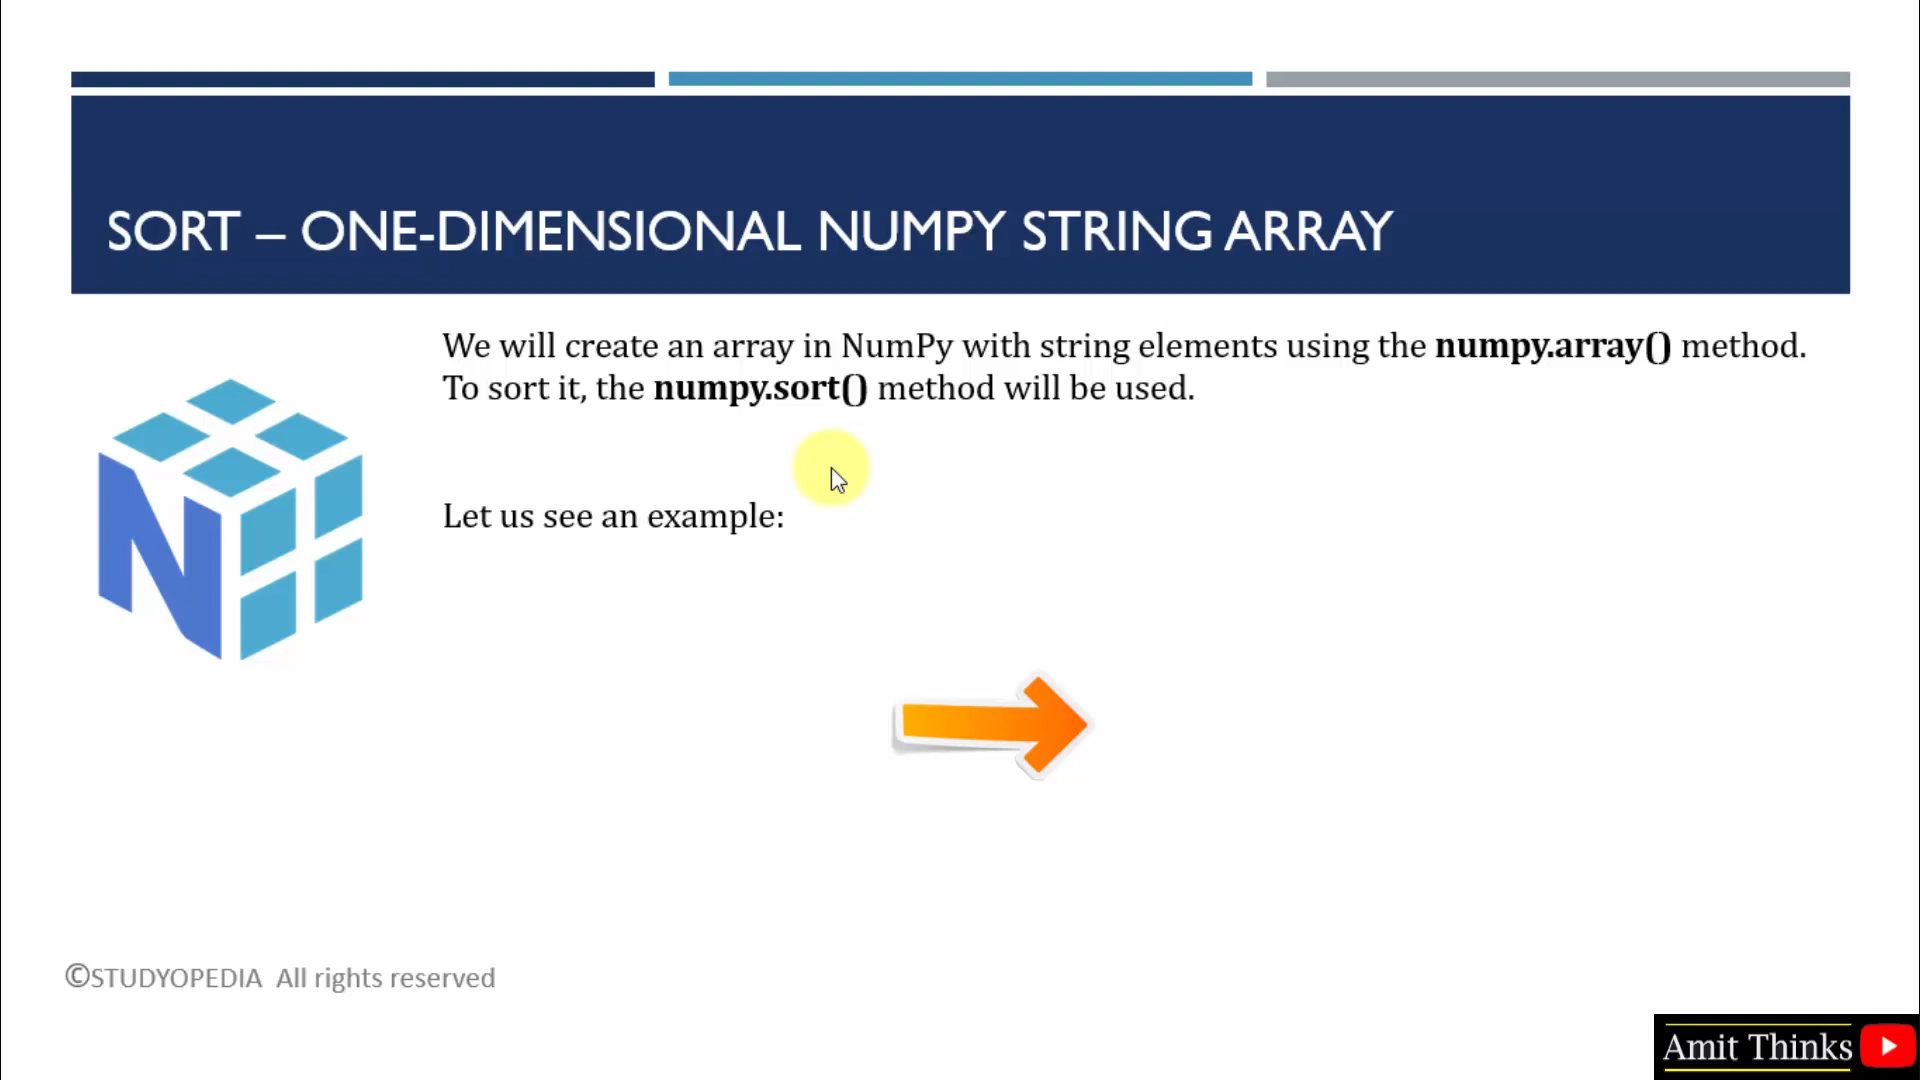 SORT – ONE-DIMENSIONAL NUMPY STRING ARRAY
We will create an array in NumPy with string elements using the numpy.array() method.
To sort it, the numpy.sort() method will be used.
Let us see an example:
©STUDYOPEDIA All rights reserved
Amit Thinks